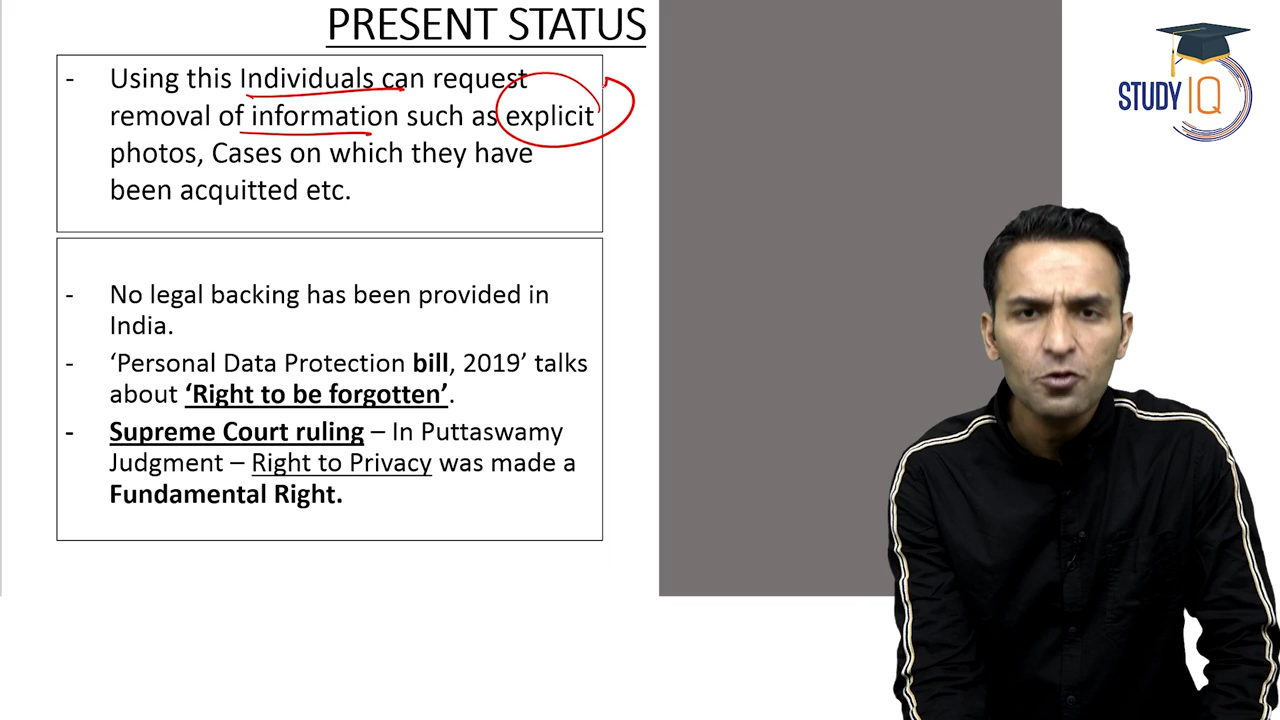 PRESENT STATUS
- Using this Individuals can request
removal of information such as explicit
photos, Cases on which they have
been acquitted etc.
- No legal backing has been provided in
India.
- ‘Personal Data Protection bill, 2019’ talks
about ‘Right to be forgotten’.
- Supreme Court ruling – In Puttaswamy
Judgment – Right to Privacy was made a
Fundamental Right.
STUDY IQ